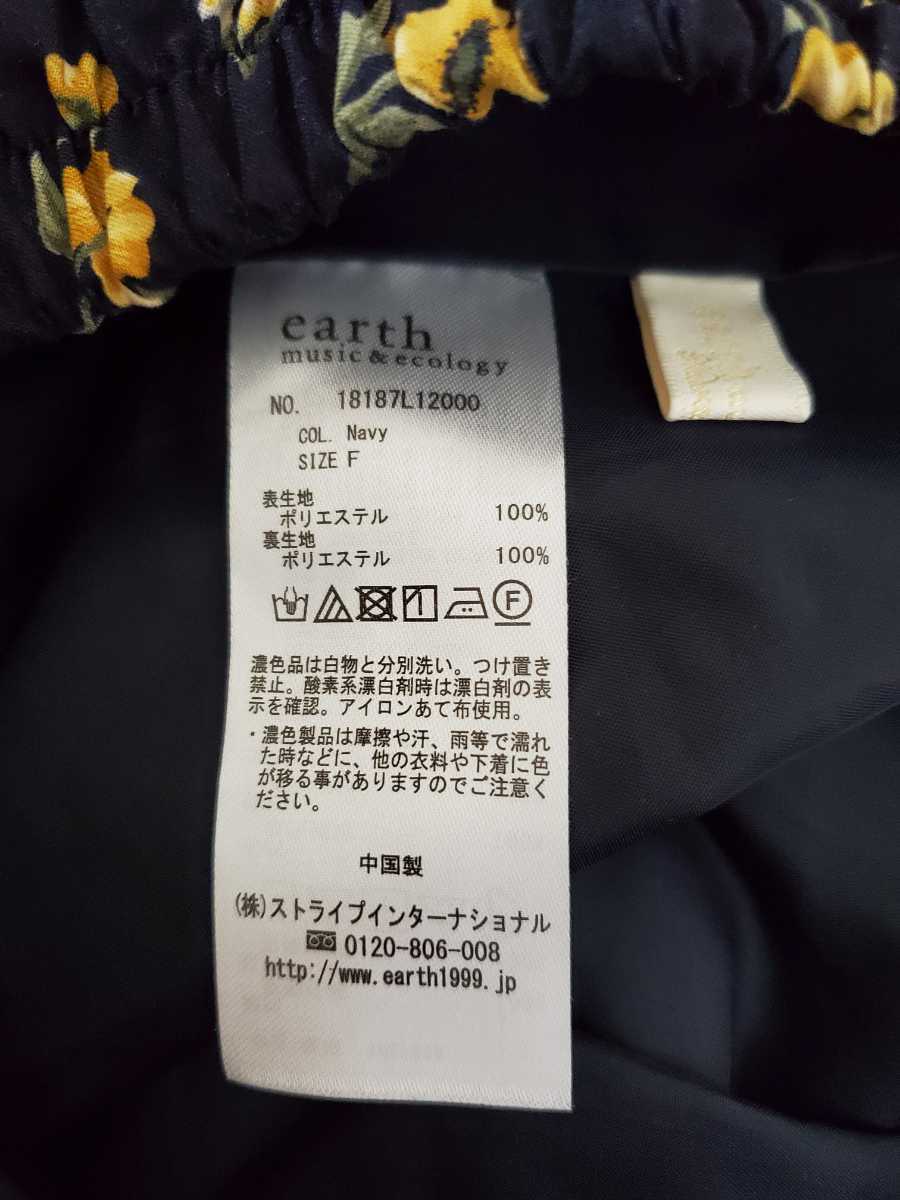 earth
music & ecology
NO. 18187L12000
COL. Navy
SIZE F
表生地
ポリエステル 100%
裏生地
ポリエステル 100%
F
濃色品は白物と分別洗い。つけ置き
禁止。酸素系漂白剤時は漂白剤の表
示を確認。アイロンあて布使用。
・濃色製品は摩擦や汗、雨等で濡れ
た時などに、他の衣料や下着に色
が移る事がありますのでご注意く
ださい。
中国製
(株)ストライプインターナショナル
0120-806-008
http://www.earth1999.jp